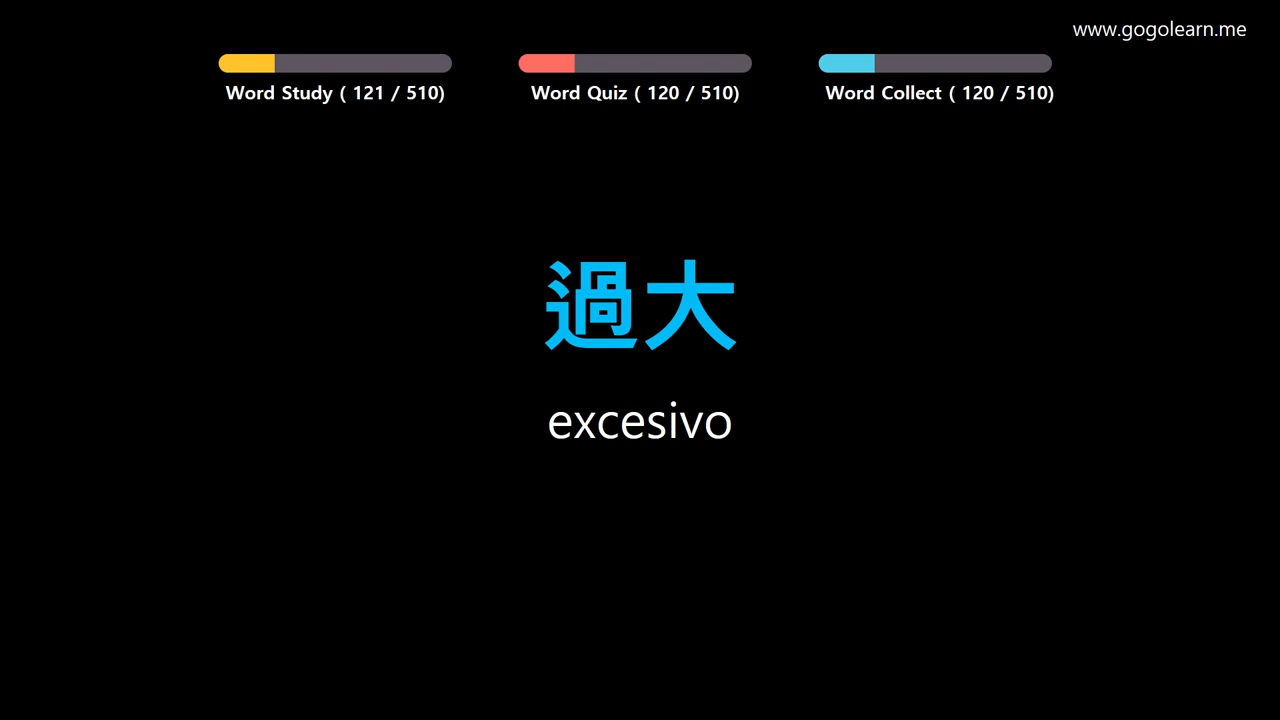 www.gogolearn.me
Word Study ( 121 / 510)
Word Quiz ( 120 / 510)
Word Collect ( 120 / 510)
過大
excesivo